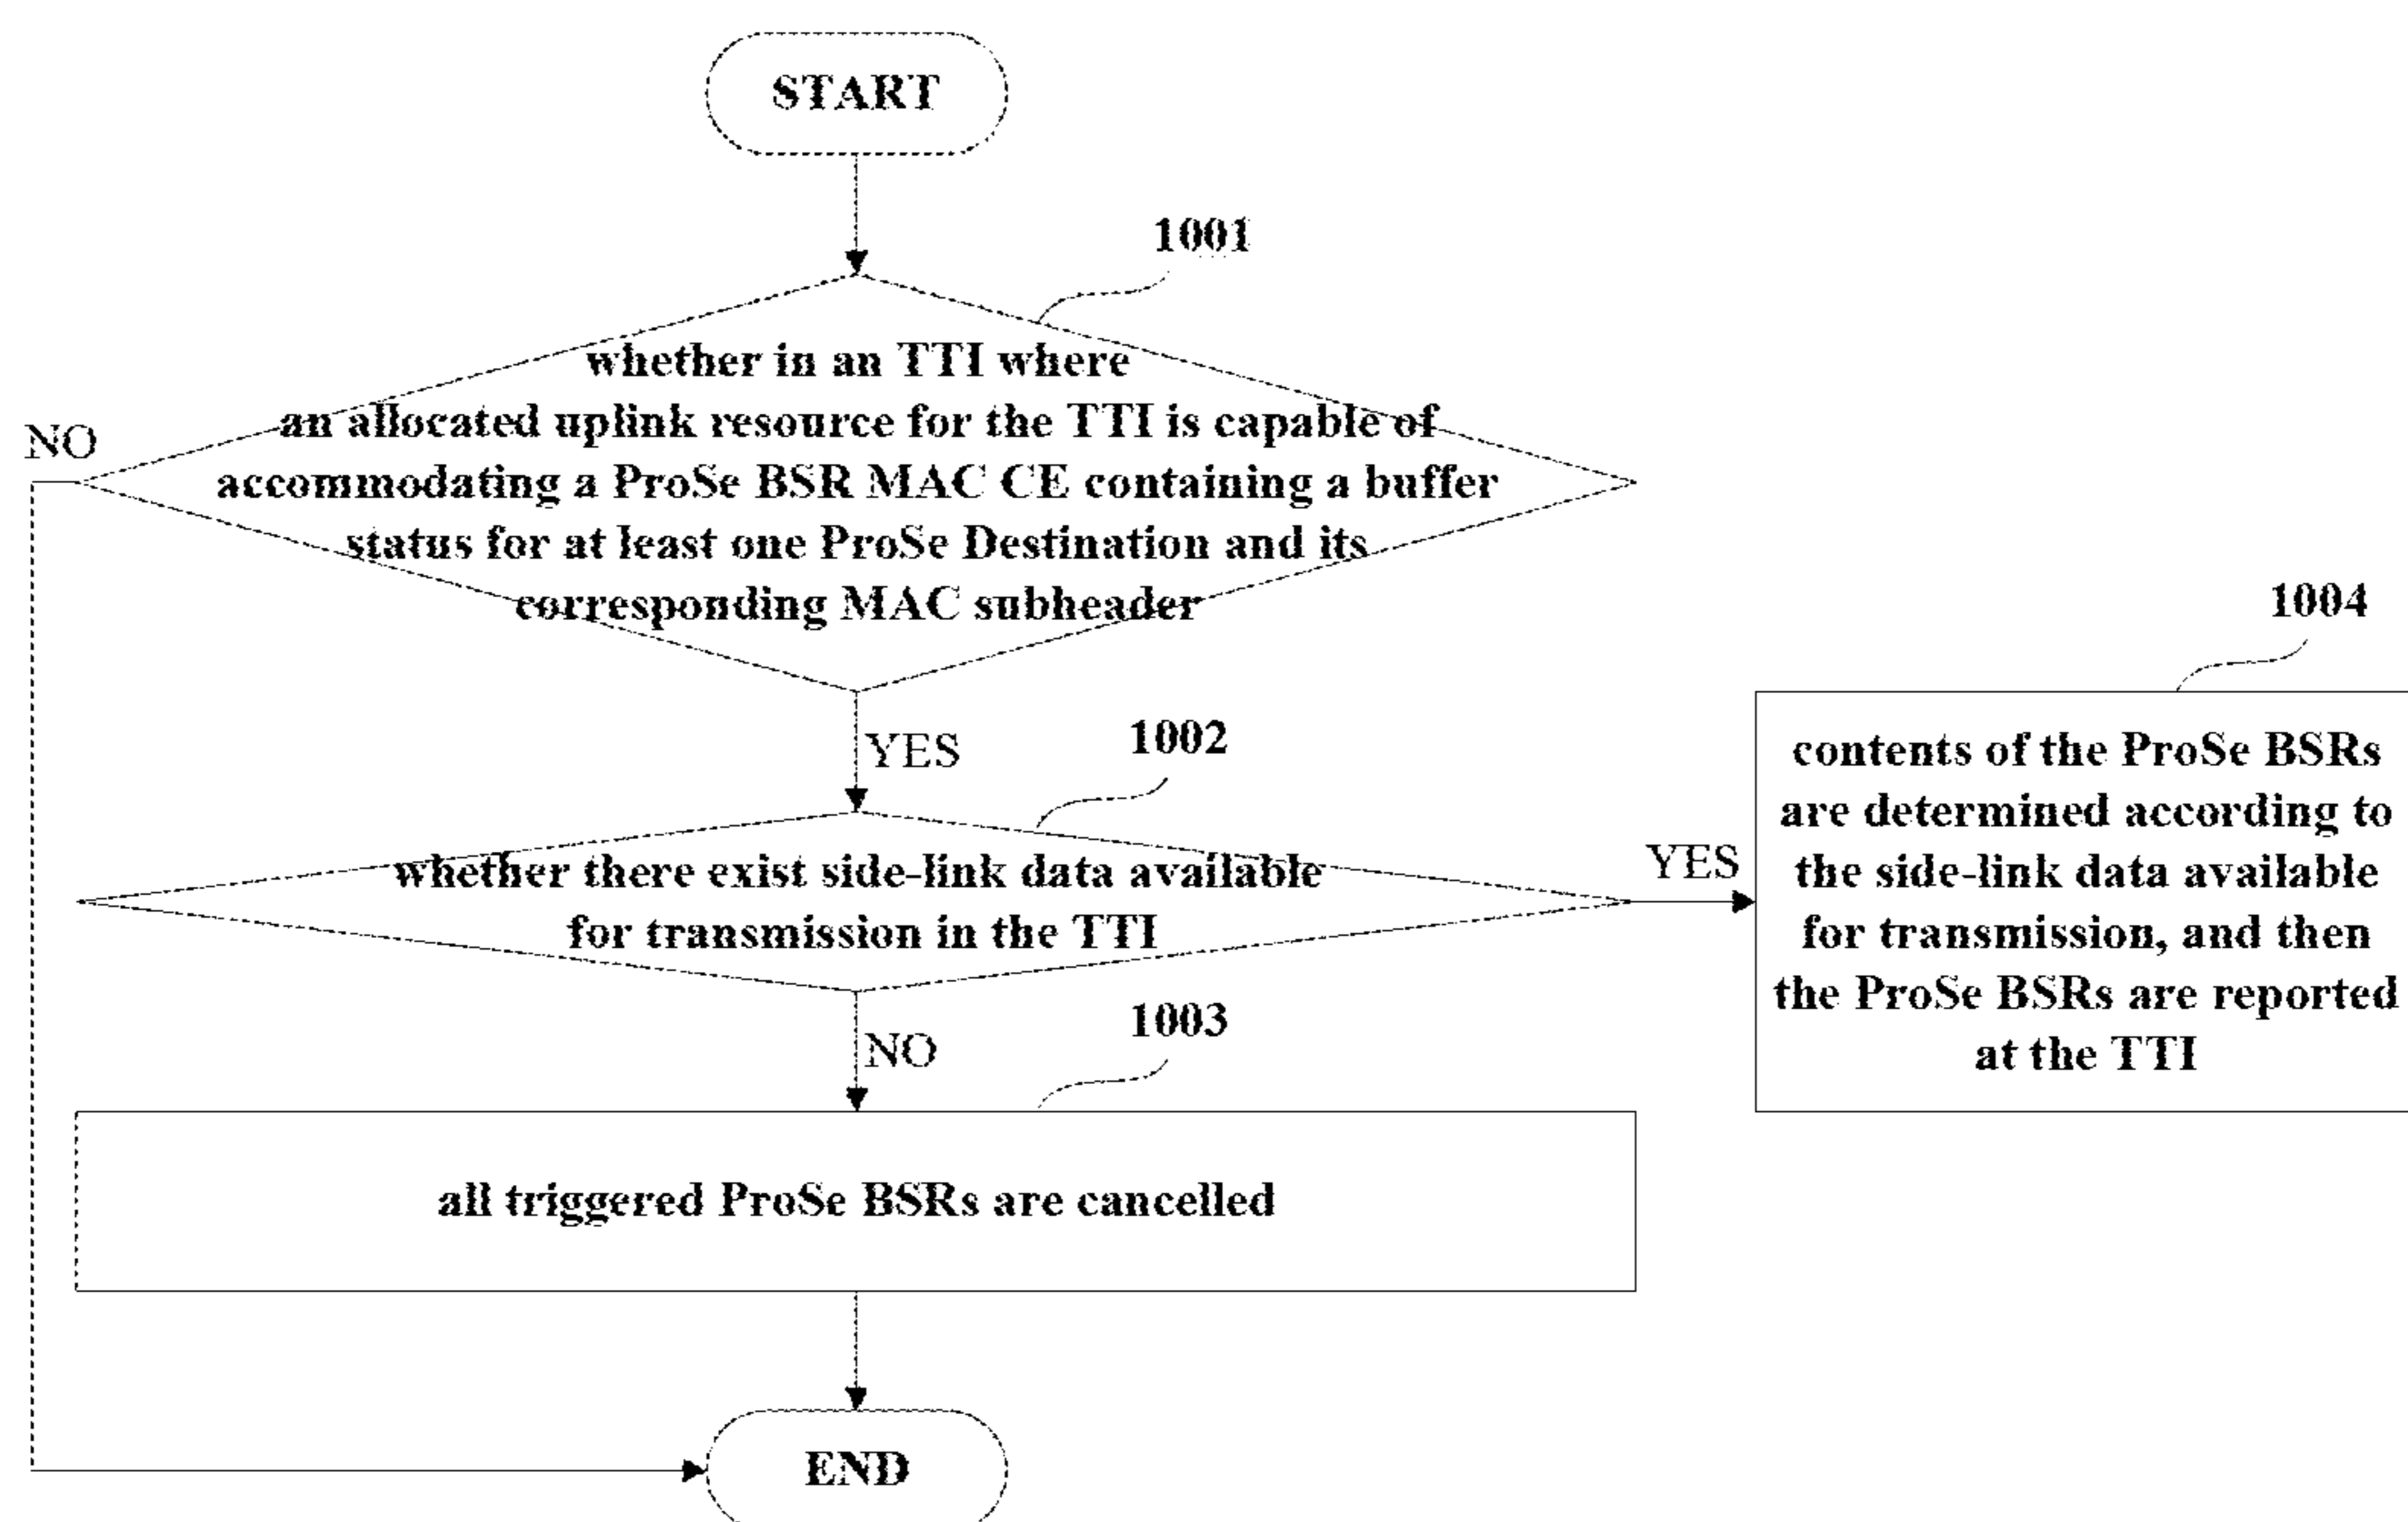 START
1001
whether in an TTI where
an allocated uplink resource for the TTI is capable of
accommodating a ProSe BSR MAC CE containing a buffer
status for at least one ProSe Destination and its
corresponding MAC subheader
NO
YES
1002
whether there exist side-link data available
for transmission in the TTI
YES
1004
contents of the ProSe BSRs
are determined according to
the side-link data available
for transmission, and then
the ProSe BSRs are reported
at the TTI
NO
1003
all triggered ProSe BSRs are cancelled
END